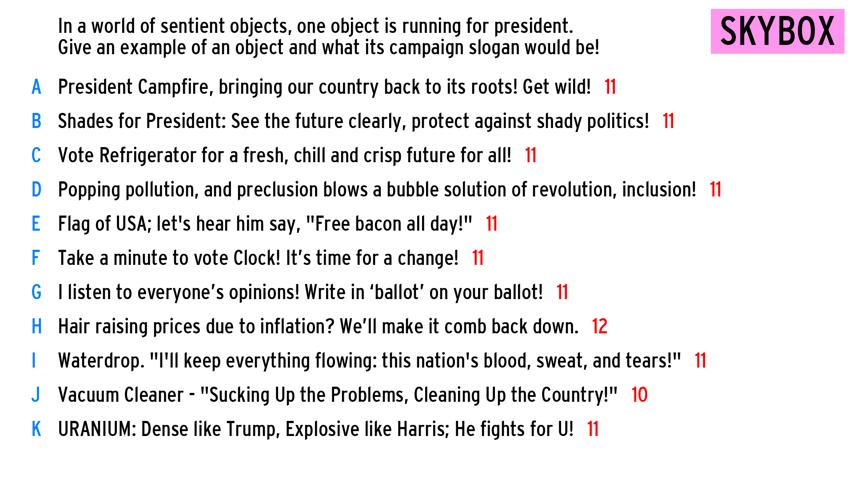 In a world of sentient objects, one object is running for president.
Give an example of an object and what its campaign slogan would be!
SKYBOX
A President Campfire, bringing our country back to its roots! Get wild! 11
B Shades for President: See the future clearly, protect against shady politics! 11
C Vote Refrigerator for a fresh, chill and crisp future for all! 11
D Popping pollution, and preclusion blows a bubble solution of revolution, inclusion! 11
E Flag of USA; let's hear him say, "Free bacon all day!" 11
F Take a minute to vote Clock! It’s time for a change! 11
G I listen to everyone’s opinions! Write in ‘ballot’ on your ballot! 11
H Hair raising prices due to inflation? We’ll make it comb back down. 12
I Waterdrop. "I'll keep everything flowing: this nation's blood, sweat, and tears!" 11
J Vacuum Cleaner - "Sucking Up the Problems, Cleaning Up the Country!" 10
K URANIUM: Dense like Trump, Explosive like Harris; He fights for U! 11